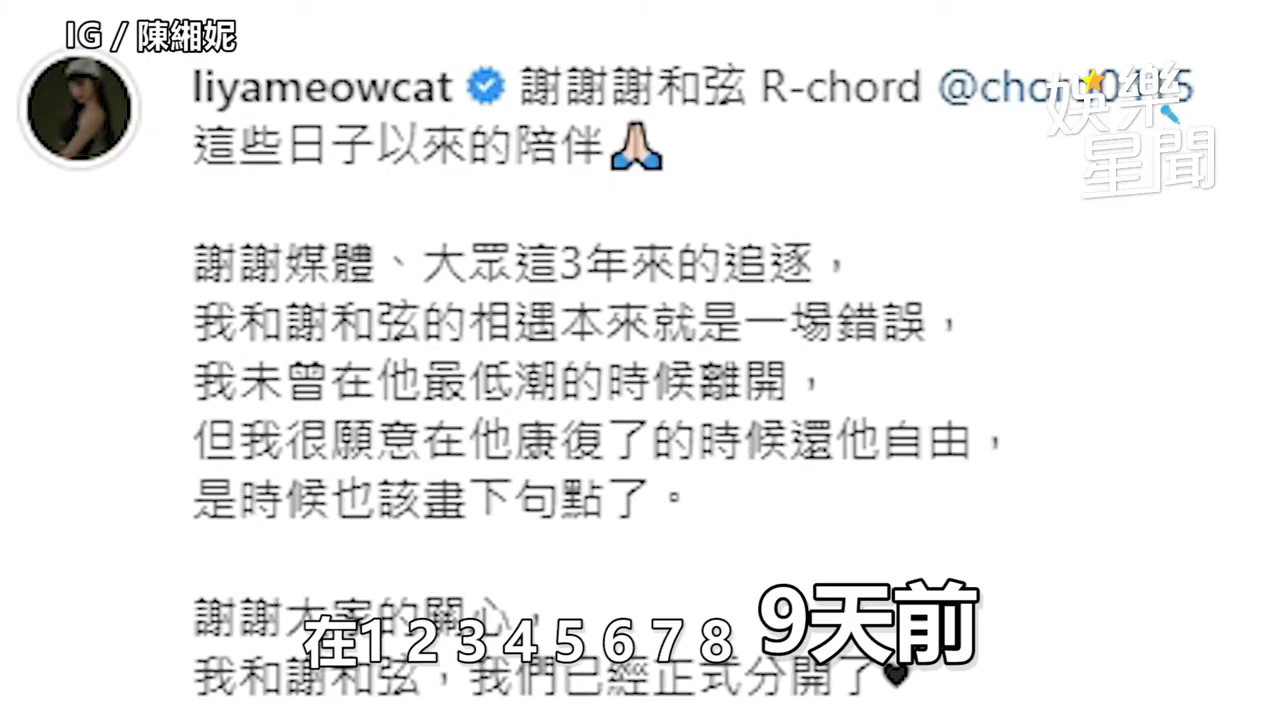 IG / 陳緗妮
liyameowcat 謝謝謝和弦 R-chord
娛樂
星聞
這些日子以來的陪伴🙏
謝謝媒體、大眾這3年來的追逐，
我和謝和弦的相遇本來就是一場錯誤，
我未曾在他最低潮的時候離開，
但我很願意在他康復了的時候還他自由，
是時候也該畫下句點了。
謝謝大家的關心，
在1 2 3 4 5 6 7 8 9天前
我和謝和弦，我們已經正式分開了🖤